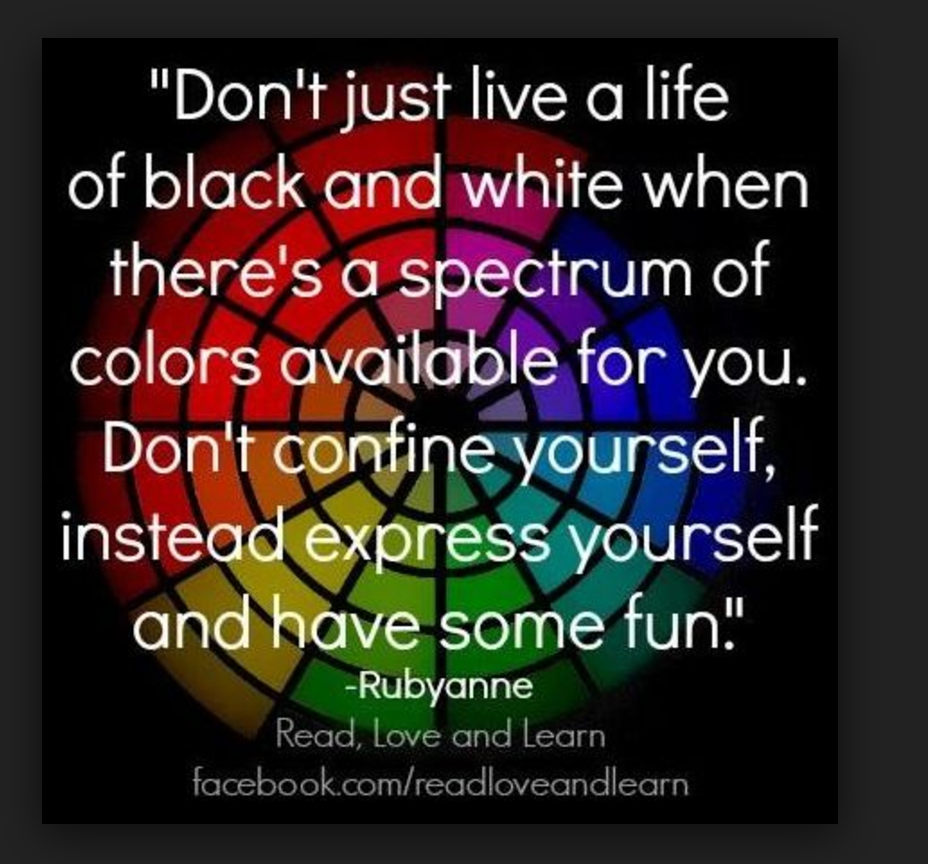 "Don't just live a life
of black and white when
there's a spectrum of
colors available for you.
Don't confine yourself,
instead express yourself
and have some fun."
-Rubyanne
Read, Love and Learn
facebook.com/readloveandlearn